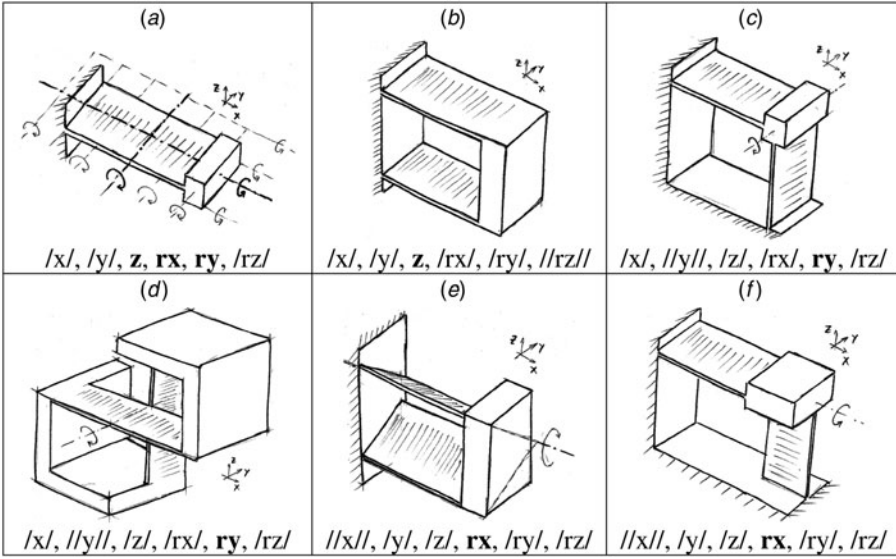 (a)
z y
x
/x/, /y/, z, rx, ry, /rz/
(b)
z y
x
/x/, /y/, z, /rx/, /ry/, //rz//
(c)
z y
x
/x/, //y//, /z/, /rx/, ry, /rz/
(d)
z y
x
/x/, //y//, /z/, /rx/, ry, /rz/
(e)
z y
x
//x//, /y/, /z/, rx, /ry/, /rz/
(f)
z y
x
//x//, /y/, /z/, rx, /ry/, /rz/